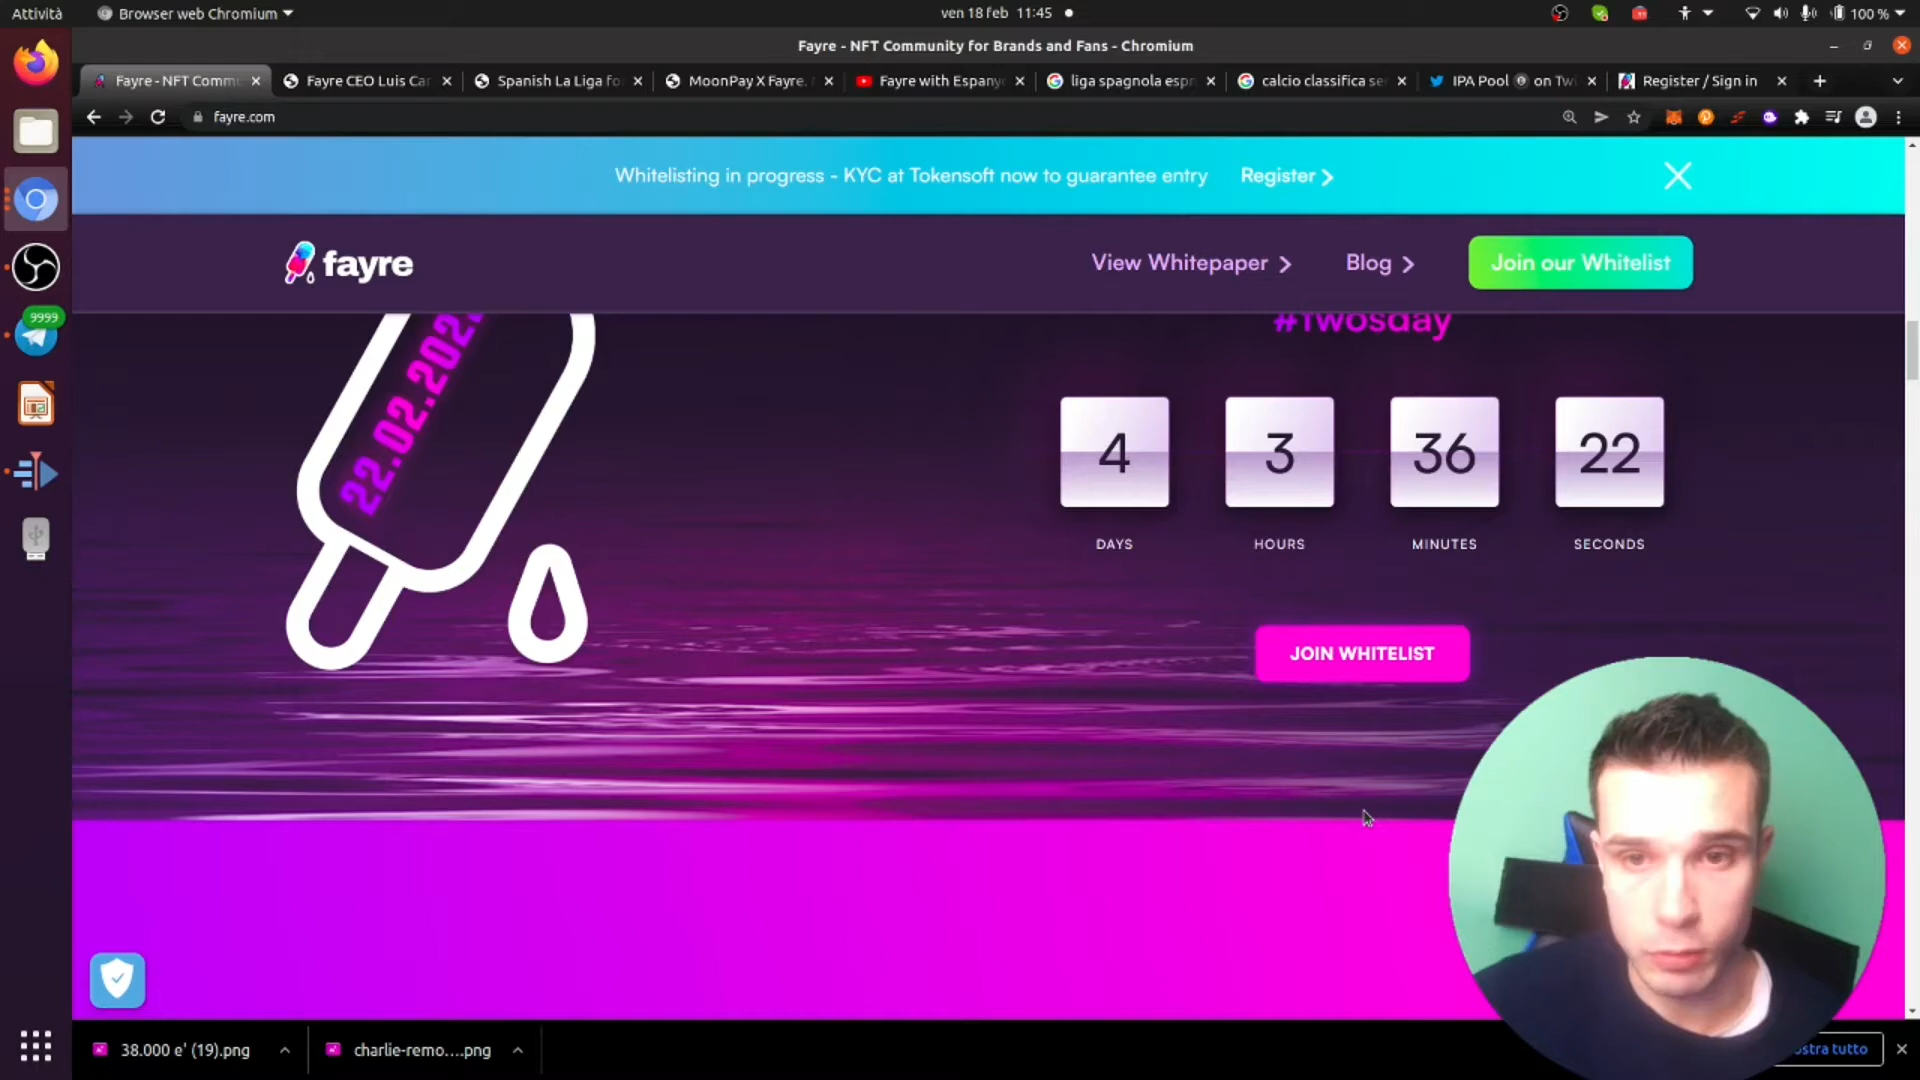 Attività
Browser web Chromium
ven 18 feb 11:45
100 %
Fayre - NFT Community for Brands and Fans - Chromium
Fayre - NFT Commu
Fayre CEO Luis Car
Spanish La Liga fo
MoonPay X Fayre.
Fayre with Espany
liga spagnola esp
calcio classifica se
IPA Pool on Tw
Register / Sign in
fayre.com
Whitelisting in progress - KYC at Tokensoft now to guarantee entry
Register >
fayre
View Whitepaper >
Blog >
Join our Whitelist
9999
22.02.202
#Twosday
4
3
36
22
DAYS
HOURS
MINUTES
SECONDS
JOIN WHITELIST
38.000 e' (19).png
charlie-remo....png
ostra tutto